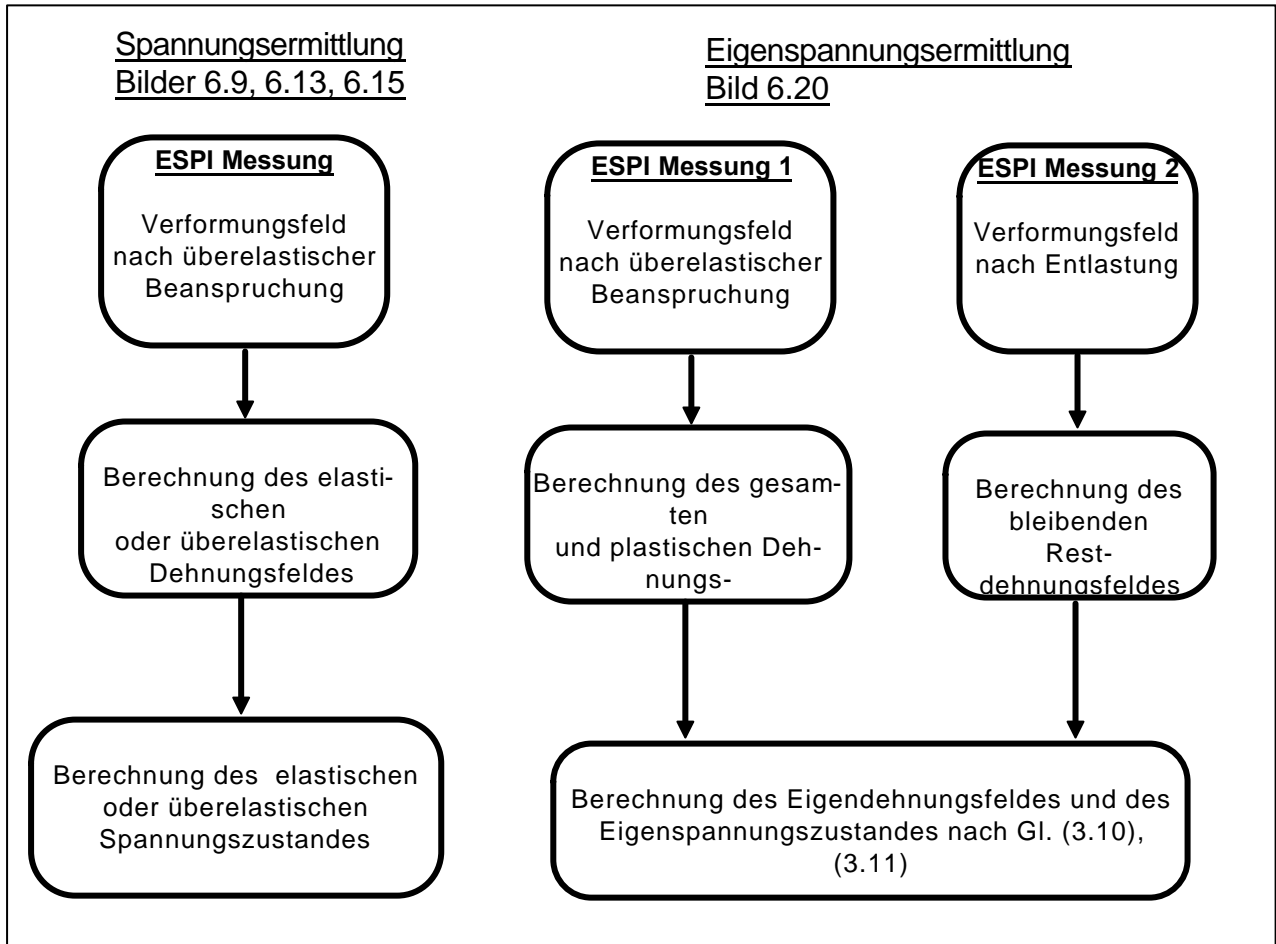 Spannungsermittlung
Bilder 6.9, 6.13, 6.15
ESPI Messung
Verformungsfeld
nach überelastischer
Beanspruchung
Berechnung des elasti-
schen
oder überelastischen
Dehnungsfeldes
Berechnung des elastischen
oder überelastischen
Spannungszustandes
Eigenspannungsermittlung
Bild 6.20
ESPI Messung 1
Verformungsfeld
nach überelastischer
Beanspruchung
Berechnung des gesam-
ten
und plastischen Deh-
nungs-
ESPI Messung 2
Verformungsfeld
nach Entlastung
Berechnung des
bleibenden
Rest-
dehnungsfeldes
Berechnung des Eigendehnungsfeldes und des
Eigenspannungszustandes nach Gl. (3.10),
(3.11)